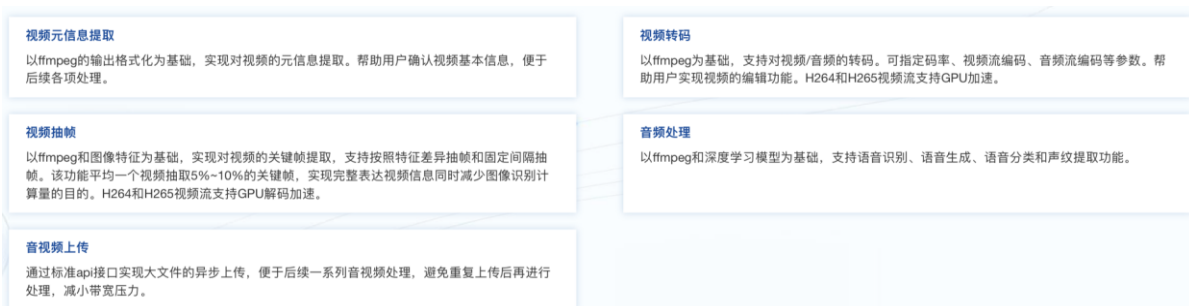 视频元信息提取
以ffmpeg的输出格式化为基础，实现对视频的元信息提取。帮助用户确认视频基本信息，便于
后续各项处理。
视频转码
以ffmpeg为基础，支持对视频/音频的转码。可指定码率、视频流编码、音频流编码等参数。帮
助用户实现视频的编辑功能。H264和H265视频流支持GPU加速。
视频抽帧
以ffmpeg和图像特征为基础，实现对视频的关键帧提取，支持按照特征差异抽帧和固定间隔抽
帧。该功能平均一个视频抽取5%~10%的关键帧，实现完整表达视频信息同时减少图像识别计
算量的目的。H264和H265视频流支持GPU解码加速。
音频处理
以ffmpeg和深度学习模型为基础，支持语音识别、语音生成、语音分类和声纹提取功能。
音视频上传
通过标准api接口实现大文件的异步上传，便于后续一系列音视频处理，避免重复上传后再进行
处理，减小带宽压力。